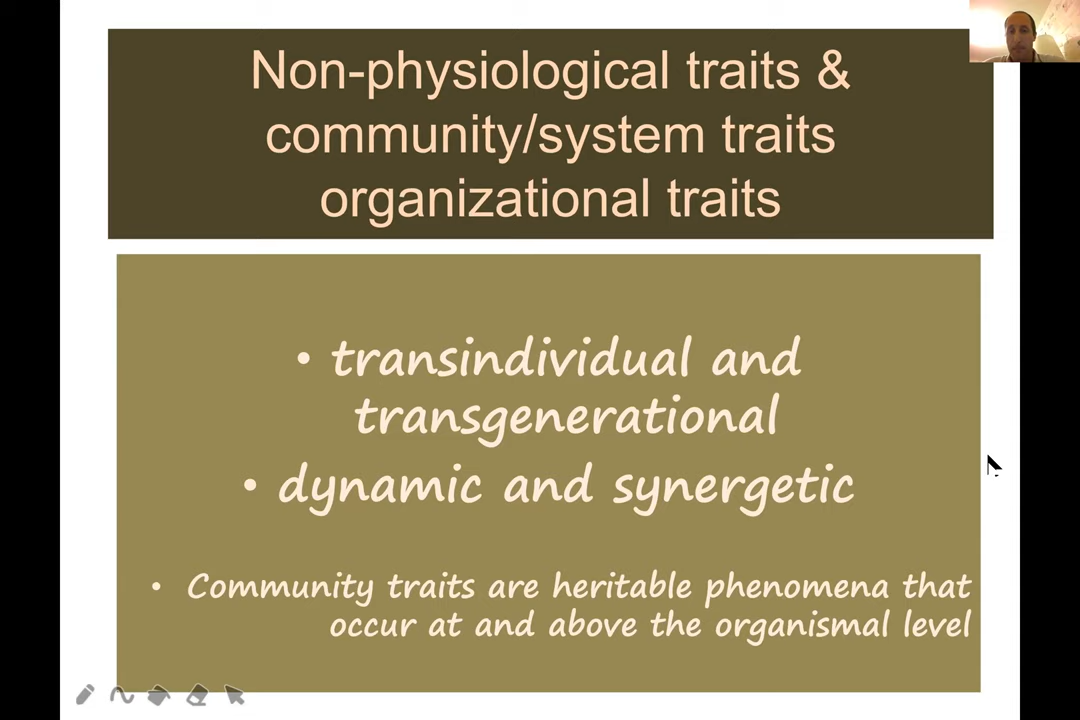 Non-physiological traits &
community/system traits
organizational traits
• transindividual and
transgenerational
• dynamic and synergetic
• Community traits are heritable phenomena that
occur at and above the organismal level